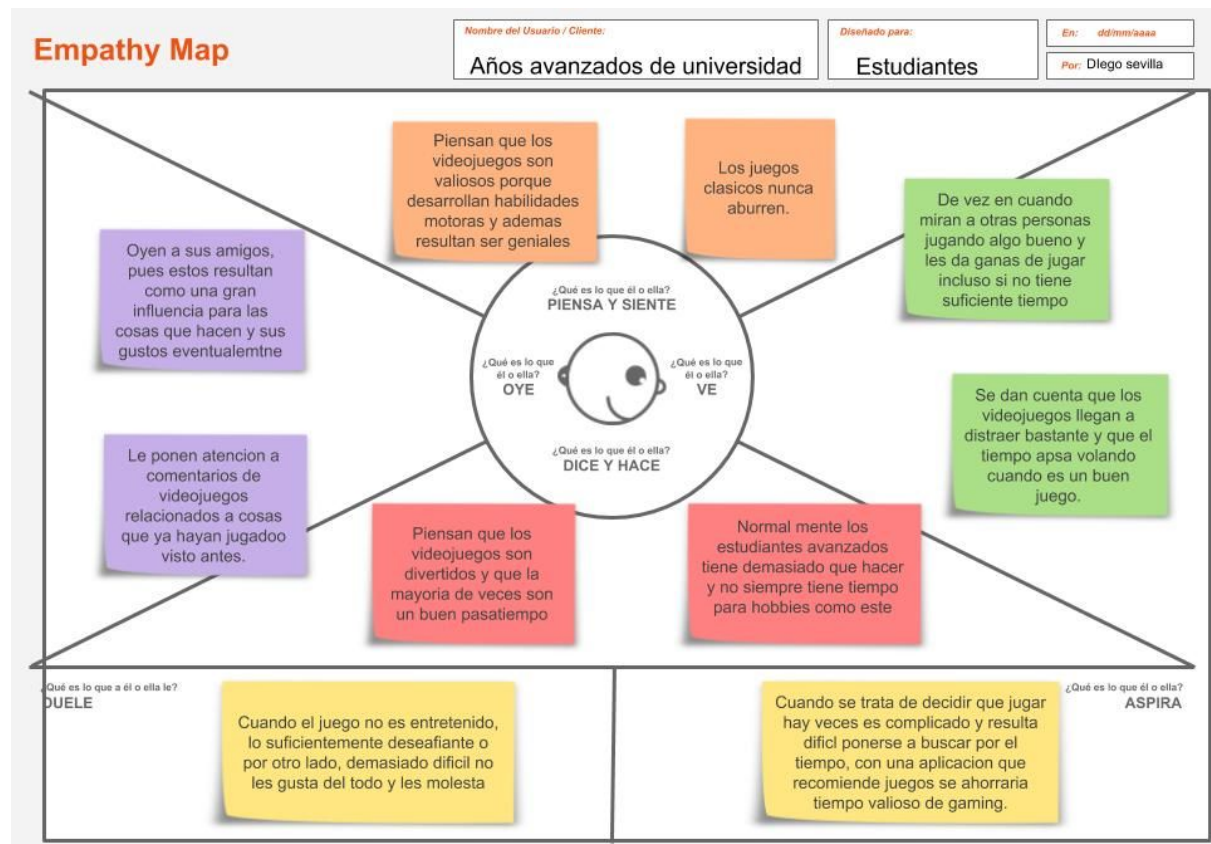 Empathy Map
Nombre del Usuario / Cliente:
Años avanzados de universidad
Diseñado para:
Estudiantes
En: dd/mm/aaaa
Por: DIego sevilla
Piensan que los
videojuegos son
valiosos porque
desarrollan habilidades
motoras y ademas
resultan ser geniales
Los juegos
clasicos nunca
aburren.
De vez en cuando
miran a otras personas
jugando algo bueno y
les da ganas de jugar
incluso si no tiene
suficiente tiempo
Oyen a sus amigos,
pues estos resultan
como una gran
influencia para las
cosas que hacen y sus
gustos eventualemtne
¿Qué es lo que él o ella?
PIENSA Y SIENTE
¿Qué es lo que
él o ella?
OYE
¿Qué es lo que
él o ella?
VE
¿Qué es lo que él o ella?
DICE Y HACE
Se dan cuenta que los
videojuegos llegan a
distraer bastante y que el
tiempo apsa volando
cuando es un buen
juego.
Le ponen atencion a
comentarios de
videojuegos
relacionados a cosas
que ya hayan jugadoo
visto antes.
Piensan que los
videojuegos son
divertidos y que la
mayoria de veces son
un buen pasatiempo
Normal mente los
estudiantes avanzados
tiene demasiado que hacer
y no siempre tiene tiempo
para hobbies como este
¿Qué es lo que a él o ella le?
DUELE
Cuando el juego no es entretenido,
lo suficientemente deseafiante o
por otro lado, demasiado dificil no
les gusta del todo y les molesta
¿Qué es lo que él o ella?
ASPIRA
Cuando se trata de decidir que jugar
hay veces es complicado y resulta
dificl ponerse a buscar por el
tiempo, con una aplicacion que
recomiende juegos se ahorraria
tiempo valioso de gaming.